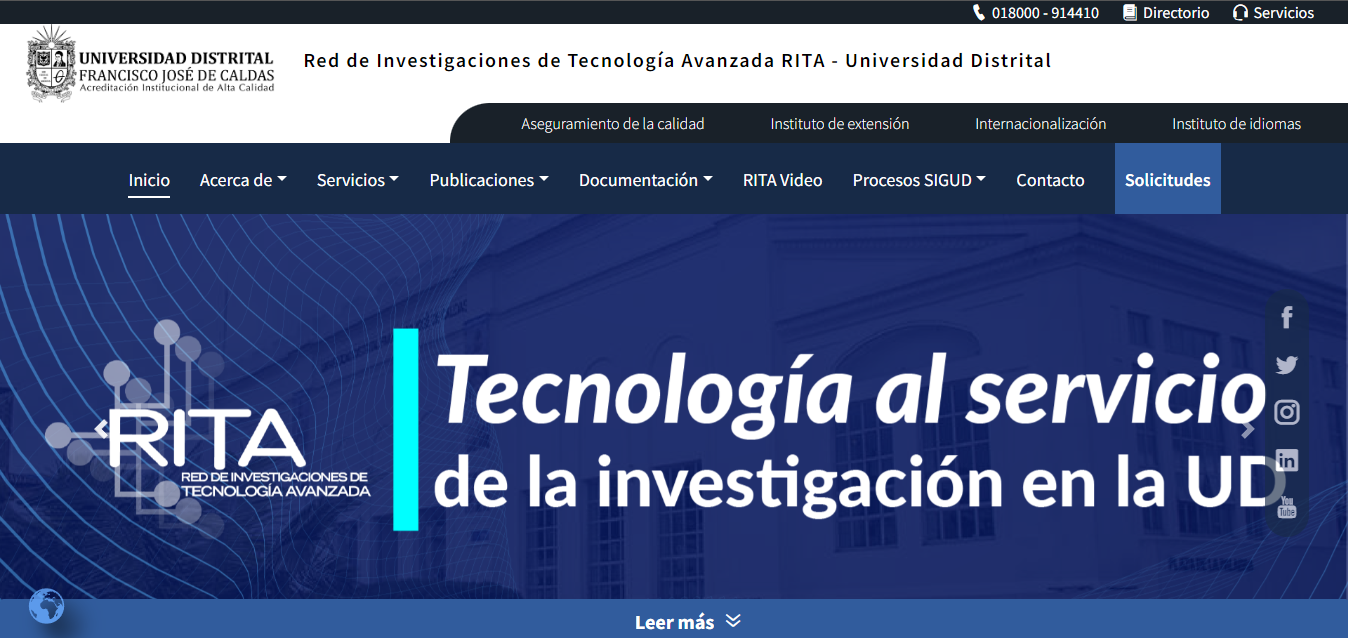 018000 - 914410 Directorio Servicios
UNIVERSIDAD DISTRITAL
FRANCISCO JOSÉ DE CALDAS
Acreditación Institucional de Alta Calidad
Red de Investigaciones de Tecnología Avanzada RITA - Universidad Distrital
Aseguramiento de la calidad Instituto de extensión Internacionalización Instituto de idiomas
Inicio Acerca de Servicios Publicaciones Documentación RITA Video Procesos SIGUD Contacto Solicitudes
RITA
RED DE INVESTIGACIONES DE
TECNOLOGÍA AVANZADA
Tecnología al servicio
de la investigación en la UD
You
Tube
Leer más